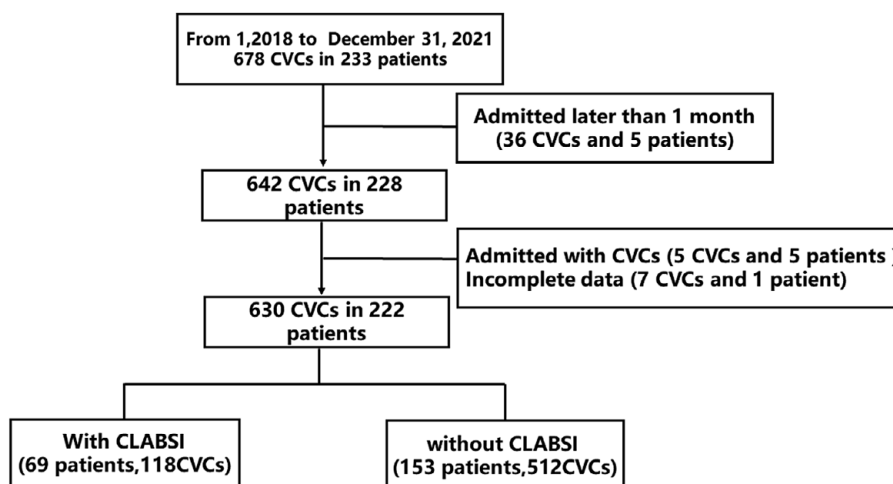 From 1,2018 to December 31, 2021
678 CVCs in 233 patients
Admitted later than 1 month
(36 CVCs and 5 patients)
642 CVCs in 228
patients
Admitted with CVCs (5 CVCs and 5 patients )
Incomplete data (7 CVCs and 1 patient)
630 CVCs in 222
patients
With CLABSI
(69 patients,118CVCs)
without CLABSI
(153 patients,512CVCs)